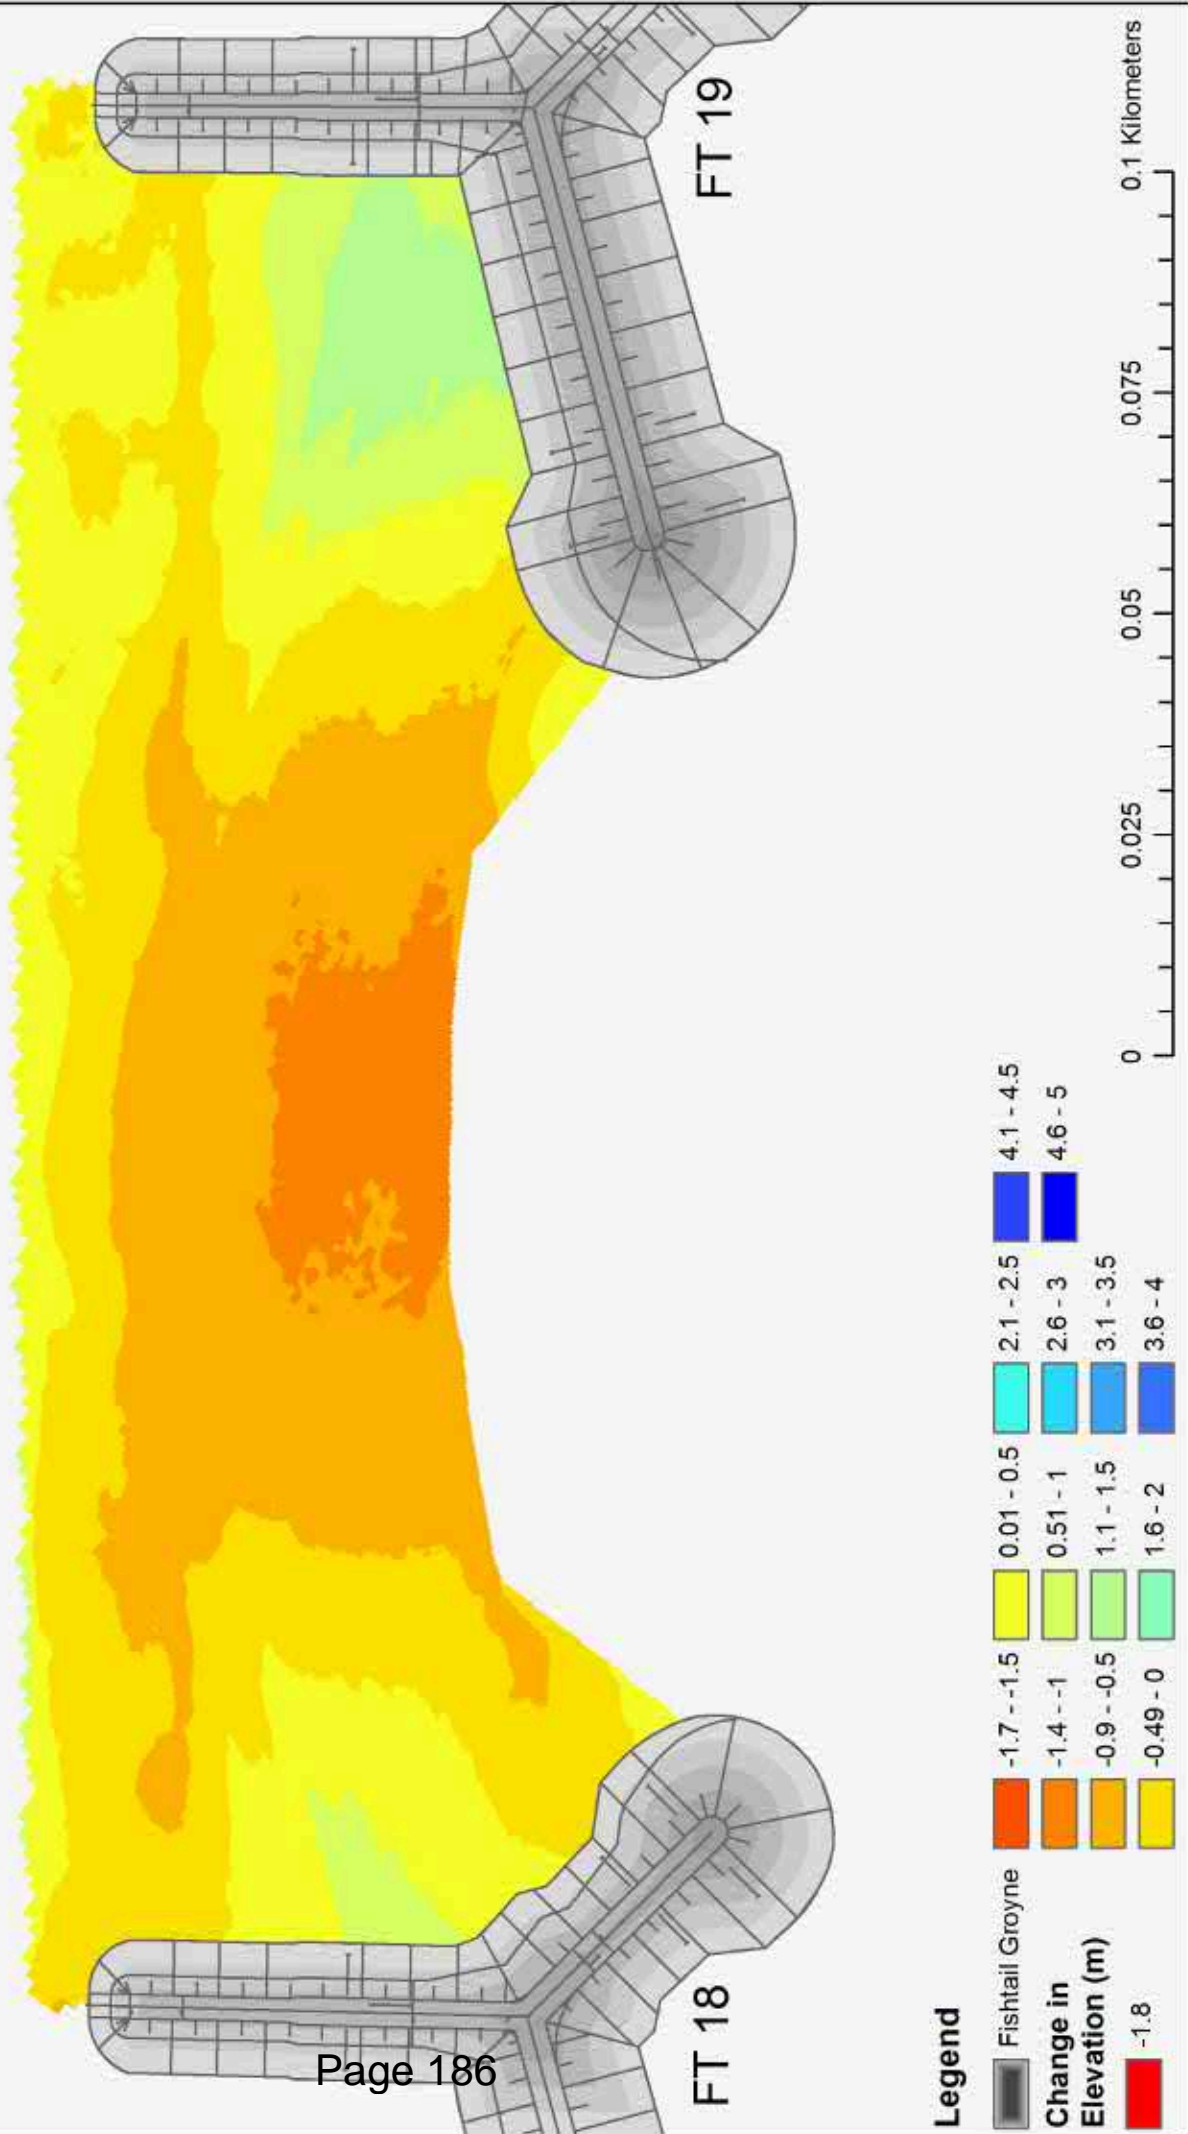 FT 18
FT 19
Page 186
Legend
Fishtail Groyne
Change in
Elevation (m)
-1.8
-1.7 - -1.5
-1.4 - -1
-0.9 - -0.5
-0.49 - 0
0.01 - 0.5
0.51 - 1
1.1 - 1.5
1.6 - 2
2.1 - 2.5
2.6 - 3
3.1 - 3.5
3.6 - 4
4.1 - 4.5
4.6 - 5
0 0.025 0.05 0.075 0.1 Kilometers